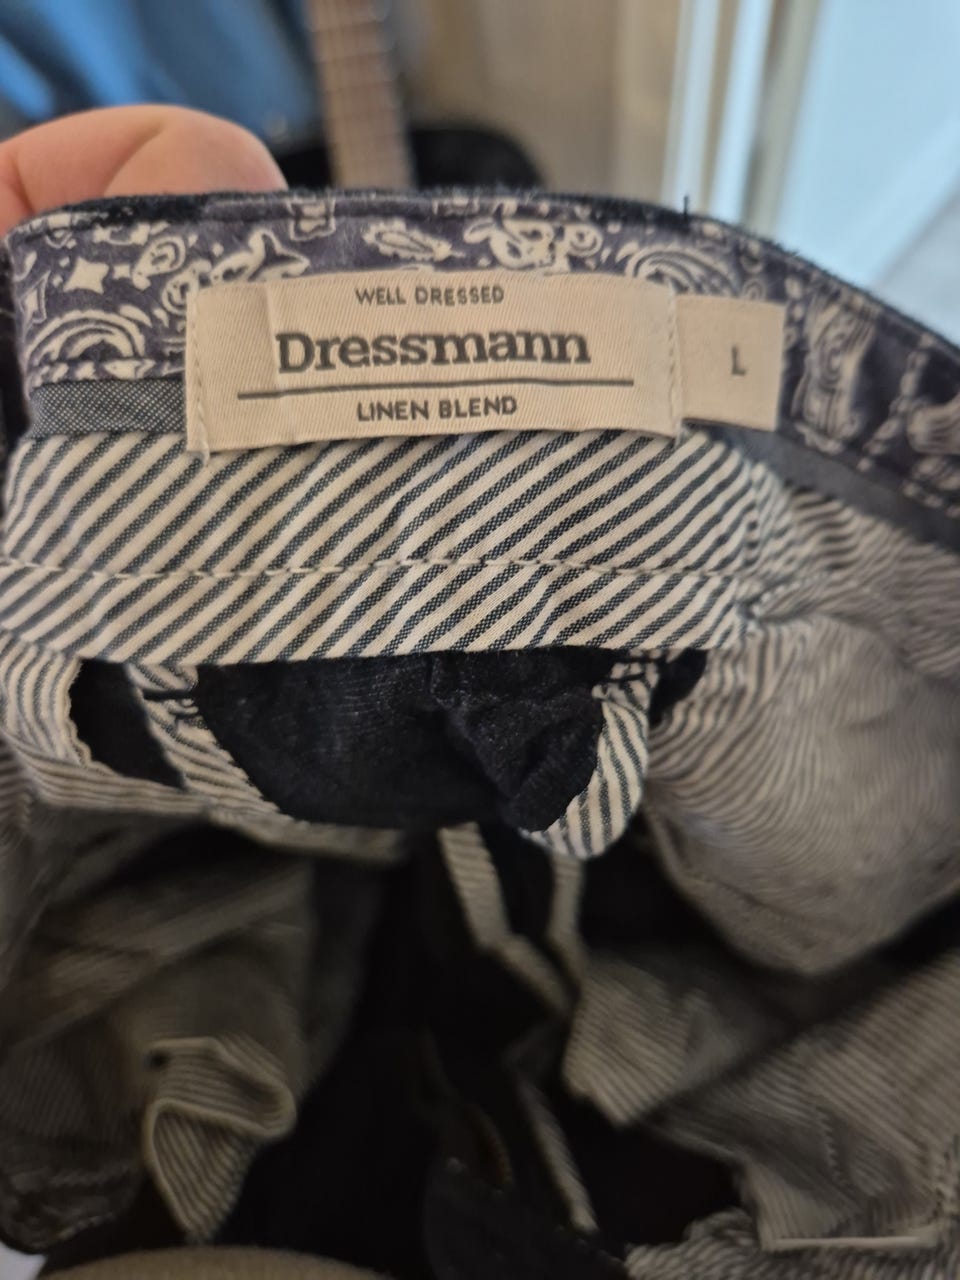 WELL DRESSED
Dressmann
LINEN BLEND
L